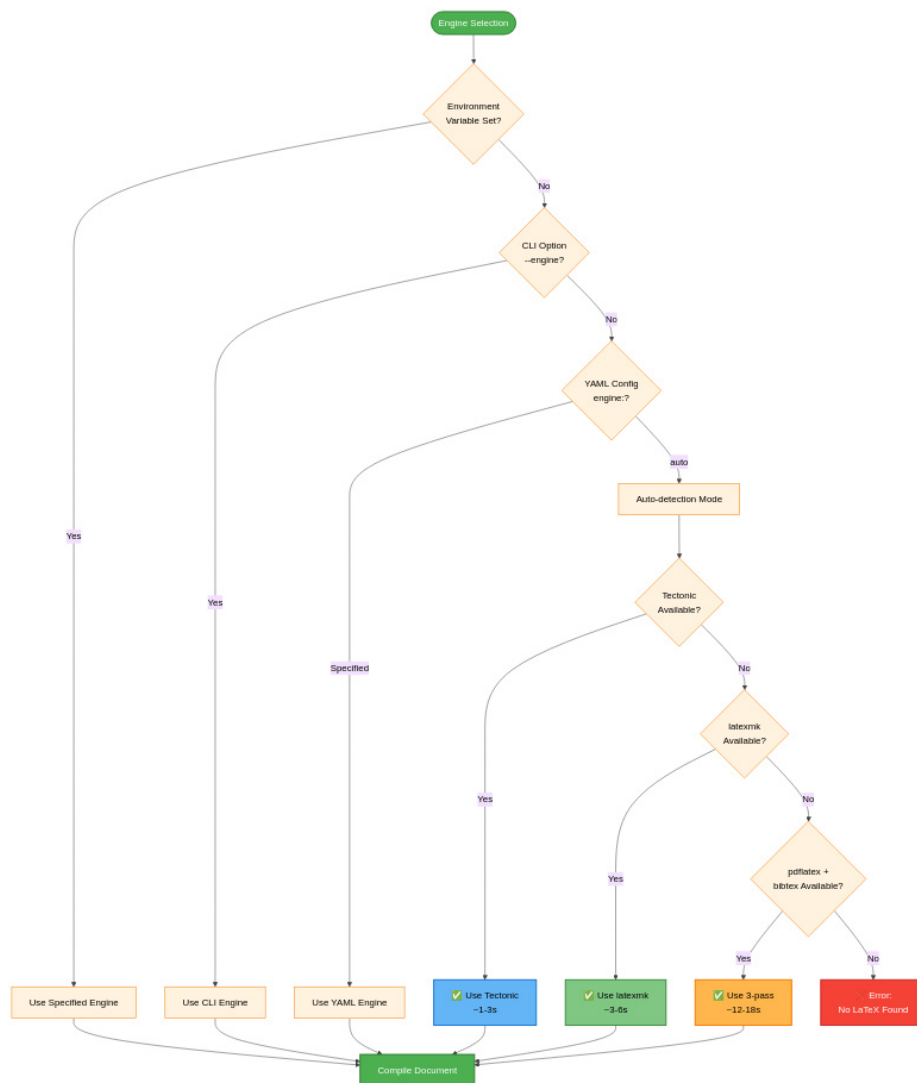 Engine Selection
Environment
Variable Set?
No
CLI Option
--engine?
No
YAML Config
engine:?
auto
Auto-detection Mode
Yes
Tectonic
Available?
Yes
Specified
No
latexmk
Available?
Yes
No
Yes
pdflatex +
bibtex Available?
Yes
No
Use Specified Engine
Use CLI Engine
Use YAML Engine
✅ Use Tectonic
~1-3s
✅ Use latexmk
~3-6s
✅ Use 3-pass
~12-18s
❌ Error:
No LaTeX Found
Compile Document